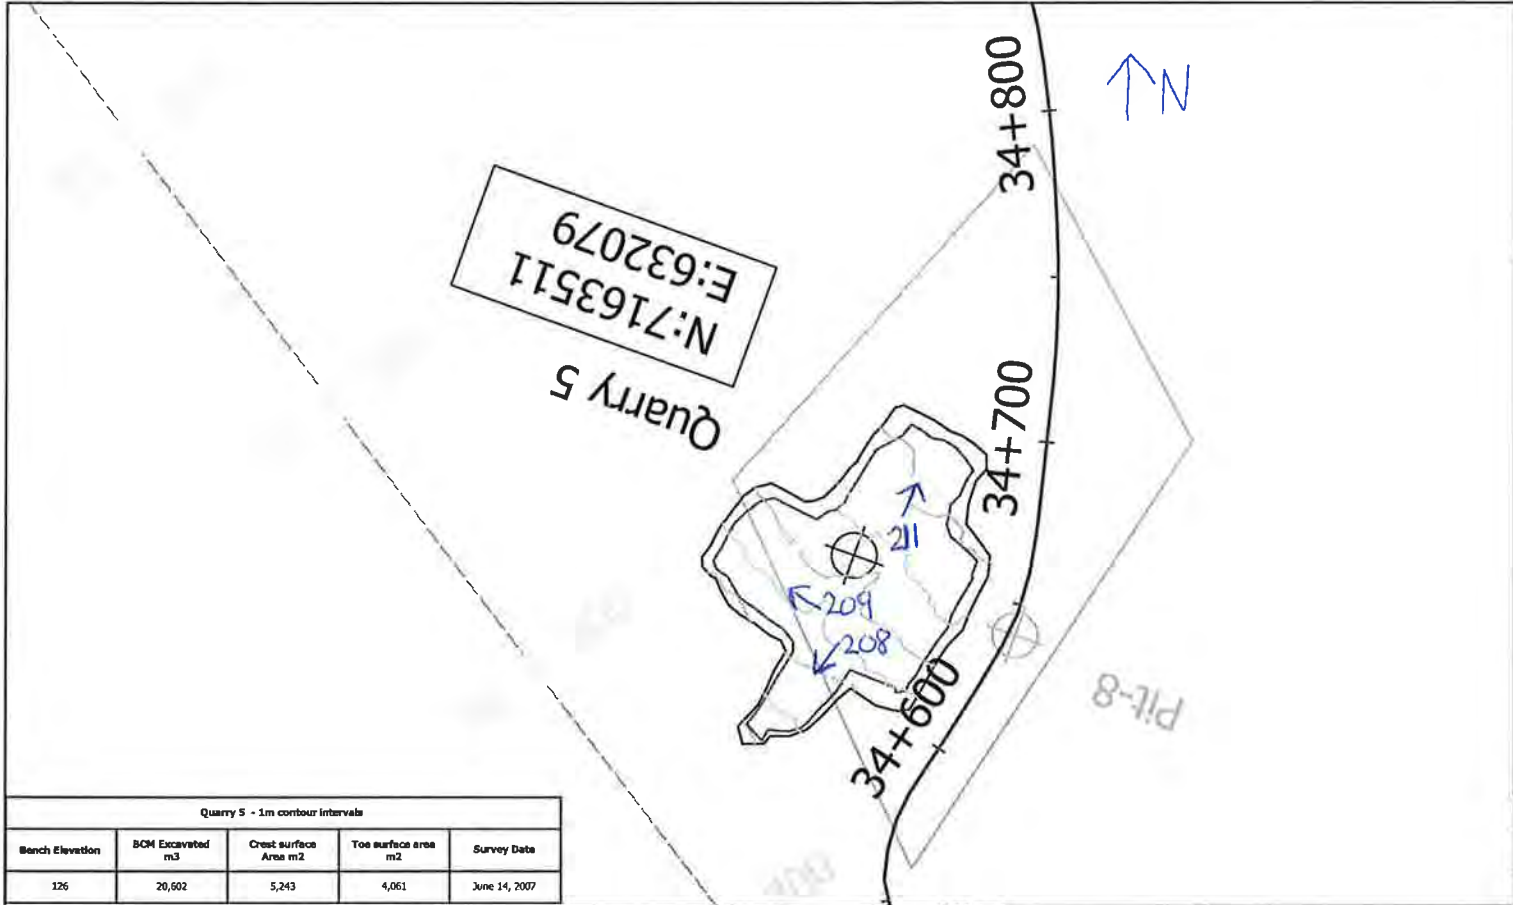 34+800
N
N:7163511
E:632079
Quarry 5
34+700
211
209
208
34+600
Pit-8
Quarry 5 - 1m contour intervals
Bench Elevation BCM Excavated m3 Crest surface Area m2 Toe surface area m2 Survey Date
126 20,602 5,243 4,061 June 14, 2007